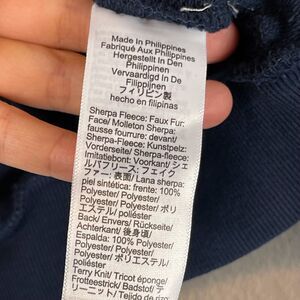 Made In Philippines
Fabriqué Aux Philippines
Hergestellt In Den
Philippinen
Vervaardigd In De
Filipijnen
フィリピン製
hecho en filipinas
Sherpa Fleece: Faux Fur:
Face/ Molleton Sherpa:
fausse fourrure: devant/
Sherpa-Fleece: Kunstpelz:
Vorderseite/ Sherpa-fleece:
Imitatiebont: Voorkant/ シェ
ルパフリース: フェイク
ファー: 表面/ Lana sherpa:
piel sintética: frente: 100%
Polyester/ Polyester/
Polyester/ Polyester/ ポリ
エステル/ poliéster
Back/ Envers/ Rückseite/
Achterkant/ 後身頃/
Espalda: 100% Polyester/
Polyester/ Polyester/
Polyester/ ポリエステル/
poliéster
Terry Knit/ Tricot éponge/
Frotteestrick/ Badstof/ テ
リーニット/ Tejido de rizo